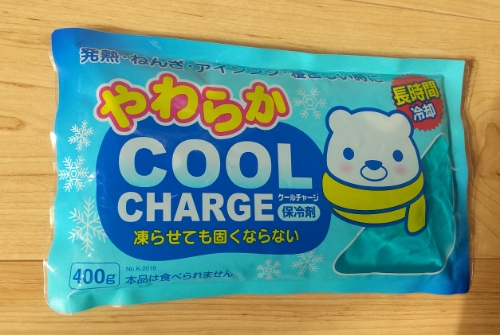 発熱・ねんざ・アイシング・寝苦しい時に
やわらか
長時間
冷却
COOL
CHARGE
クールチャージ
保冷剤
凍らせても固くならない
400g
No.K-2018
本品は食べられません